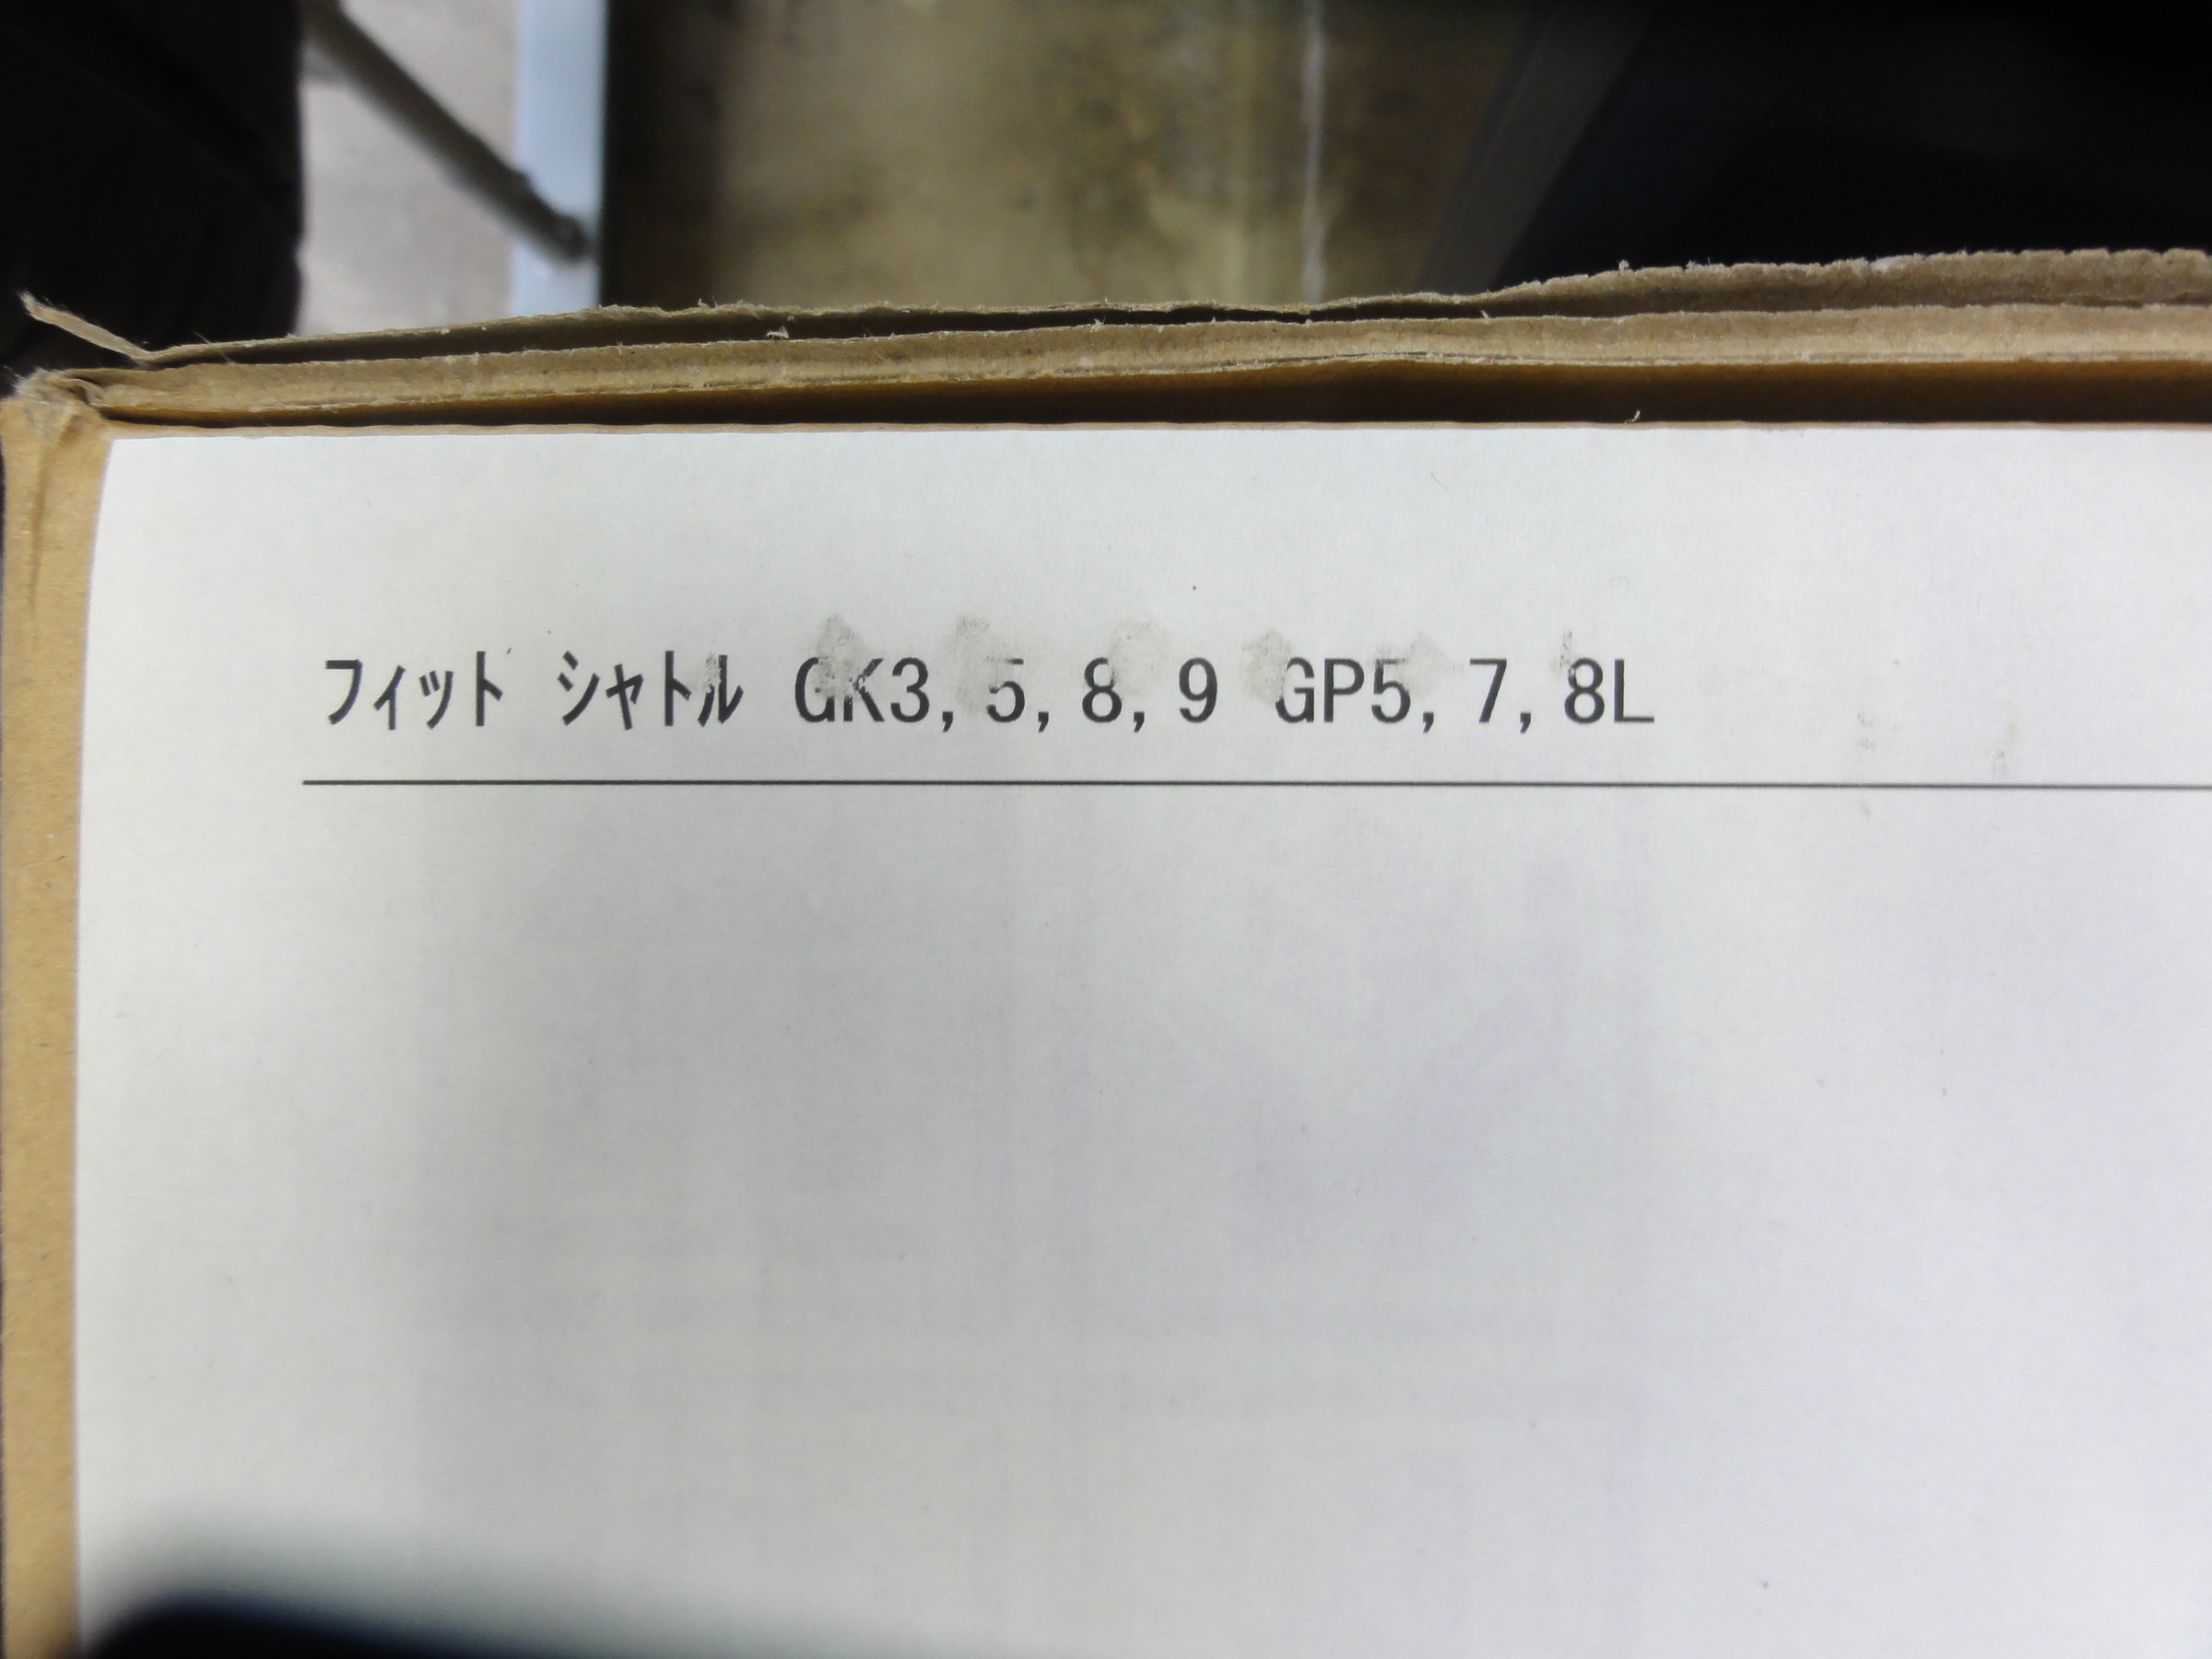 ﾌｨｯﾄ ｼｬﾄﾙ GK3,5,8,9 GP5,7,8L